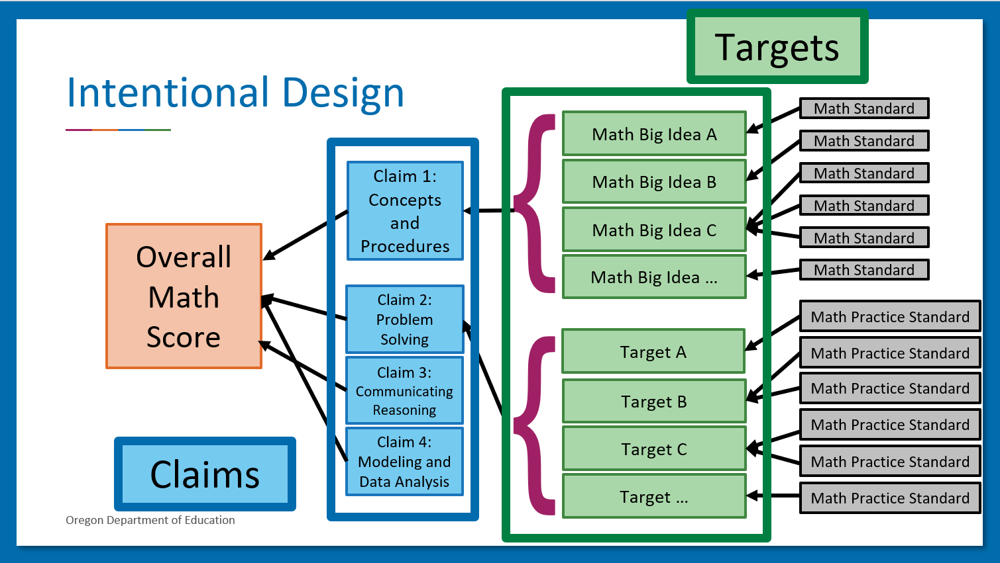 Targets
Intentional Design
Math Big Idea A
Math Big Idea B
Math Big Idea C
Math Big Idea ...
Math Standard
Math Standard
Math Standard
Math Standard
Math Standard
Math Standard
Claim 1:
Concepts
and
Procedures
Overall
Math
Score
Claim 2:
Problem
Solving
Claim 3:
Communicating
Reasoning
Claim 4:
Modeling and
Data Analysis
Target A
Target B
Target C
Target ...
Math Practice Standard
Math Practice Standard
Math Practice Standard
Math Practice Standard
Math Practice Standard
Math Practice Standard
Claims
Oregon Department of Education